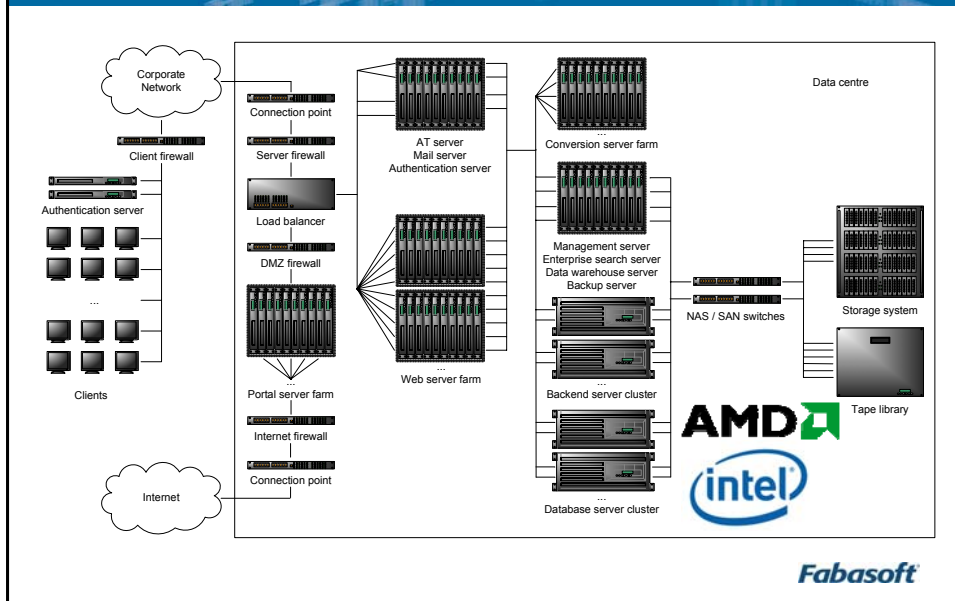 Corporate
Network
Client firewall
Authentication server
...
Clients
Internet
Connection point
Server firewall
Load balancer
DMZ firewall
...
Portal server farm
Internet firewall
Connection point
AT server
Mail server
Authentication server
...
Web server farm
...
Conversion server farm
Management server
Enterprise search server
Data warehouse server
Backup server
...
Backend server cluster
...
Database server cluster
Data centre
NAS / SAN switches
Storage system
Tape library
AMD
intel
Fabasoft